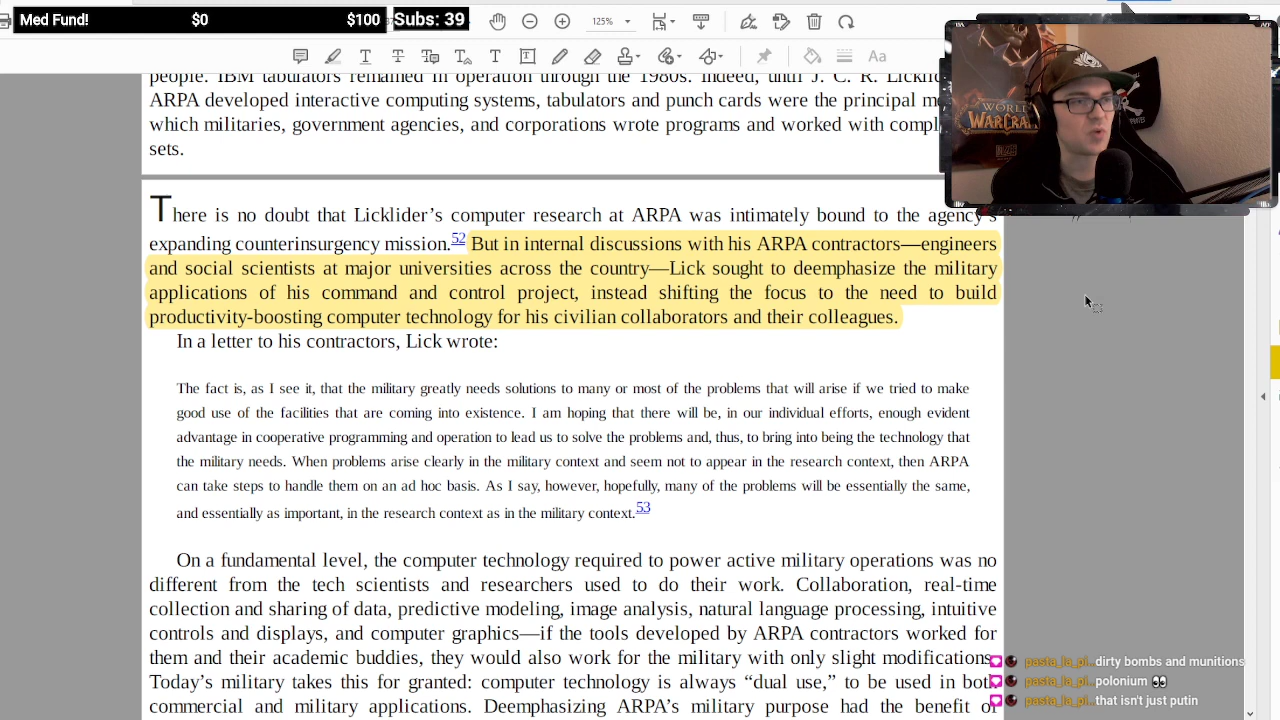 Med Fund! $0 $100 Subs: 39
125%
Aa
people. IBM tabulators remained in operation through the 1980s. Indeed, until J. C. R.
ARPA developed interactive computing systems, tabulators and punch cards were the principal
which militaries, government agencies, and corporations wrote programs and worked with
sets.
WORLD
WARCRAFT
There is no doubt that Licklider’s computer research at ARPA was intimately bound to the agency’s
expanding counterinsurgency mission.52 But in internal discussions with his ARPA contractors—engineers
and social scientists at major universities across the country—Lick sought to deemphasize the military
applications of his command and control project, instead shifting the focus to the need to build
productivity-boosting computer technology for his civilian collaborators and their colleagues.
In a letter to his contractors, Lick wrote:
The fact is, as I see it, that the military greatly needs solutions to many or most of the problems that will arise if we tried to make
good use of the facilities that are coming into existence. I am hoping that there will be, in our individual efforts, enough evident
advantage in cooperative programming and operation to lead us to solve the problems and, thus, to bring into being the technology that
the military needs. When problems arise clearly in the military context and seem not to appear in the research context, then ARPA
can take steps to handle them on an ad hoc basis. As I say, however, hopefully, many of the problems will be essentially the same,
and essentially as important, in the research context as in the military context.53
On a fundamental level, the computer technology required to power active military operations was no
different from the tech scientists and researchers used to do their work. Collaboration, real-time
collection and sharing of data, predictive modeling, image analysis, natural language processing, intuitive
controls and displays, and computer graphics—if the tools developed by ARPA contractors worked for
them and their academic buddies, they would also work for the military with only slight modifications.
Today’s military takes this for granted: computer technology is always “dual use,” to be used in both
commercial and military applications. Deemphasizing ARPA’s military purpose had the benefit of
pasta_la_pi.. dirty bombs and munitions
pasta_la_pi.. polonium 👀
pasta_la_pi.. that isn't just putin